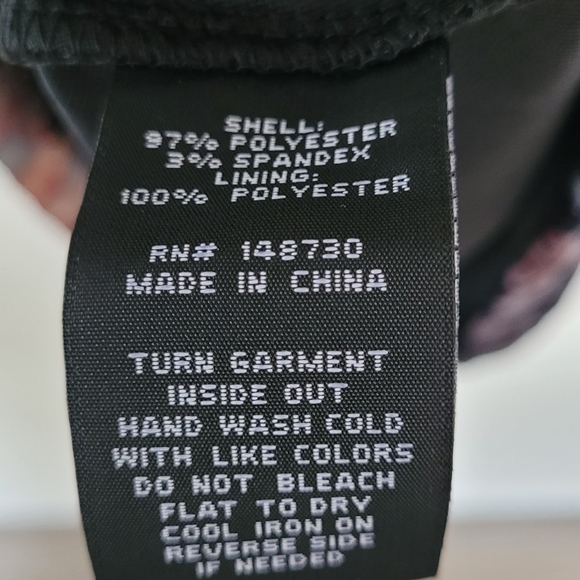 SHELL:
97% POLYESTER
3% SPANDEX
LINING:
100% POLYESTER
RN# 148730
MADE IN CHINA
TURN GARMENT
INSIDE OUT
HAND WASH COLD
WITH LIKE COLORS
DO NOT BLEACH
FLAT TO DRY
COOL IRON ON
REVERSE SIDE
IF NEEDED